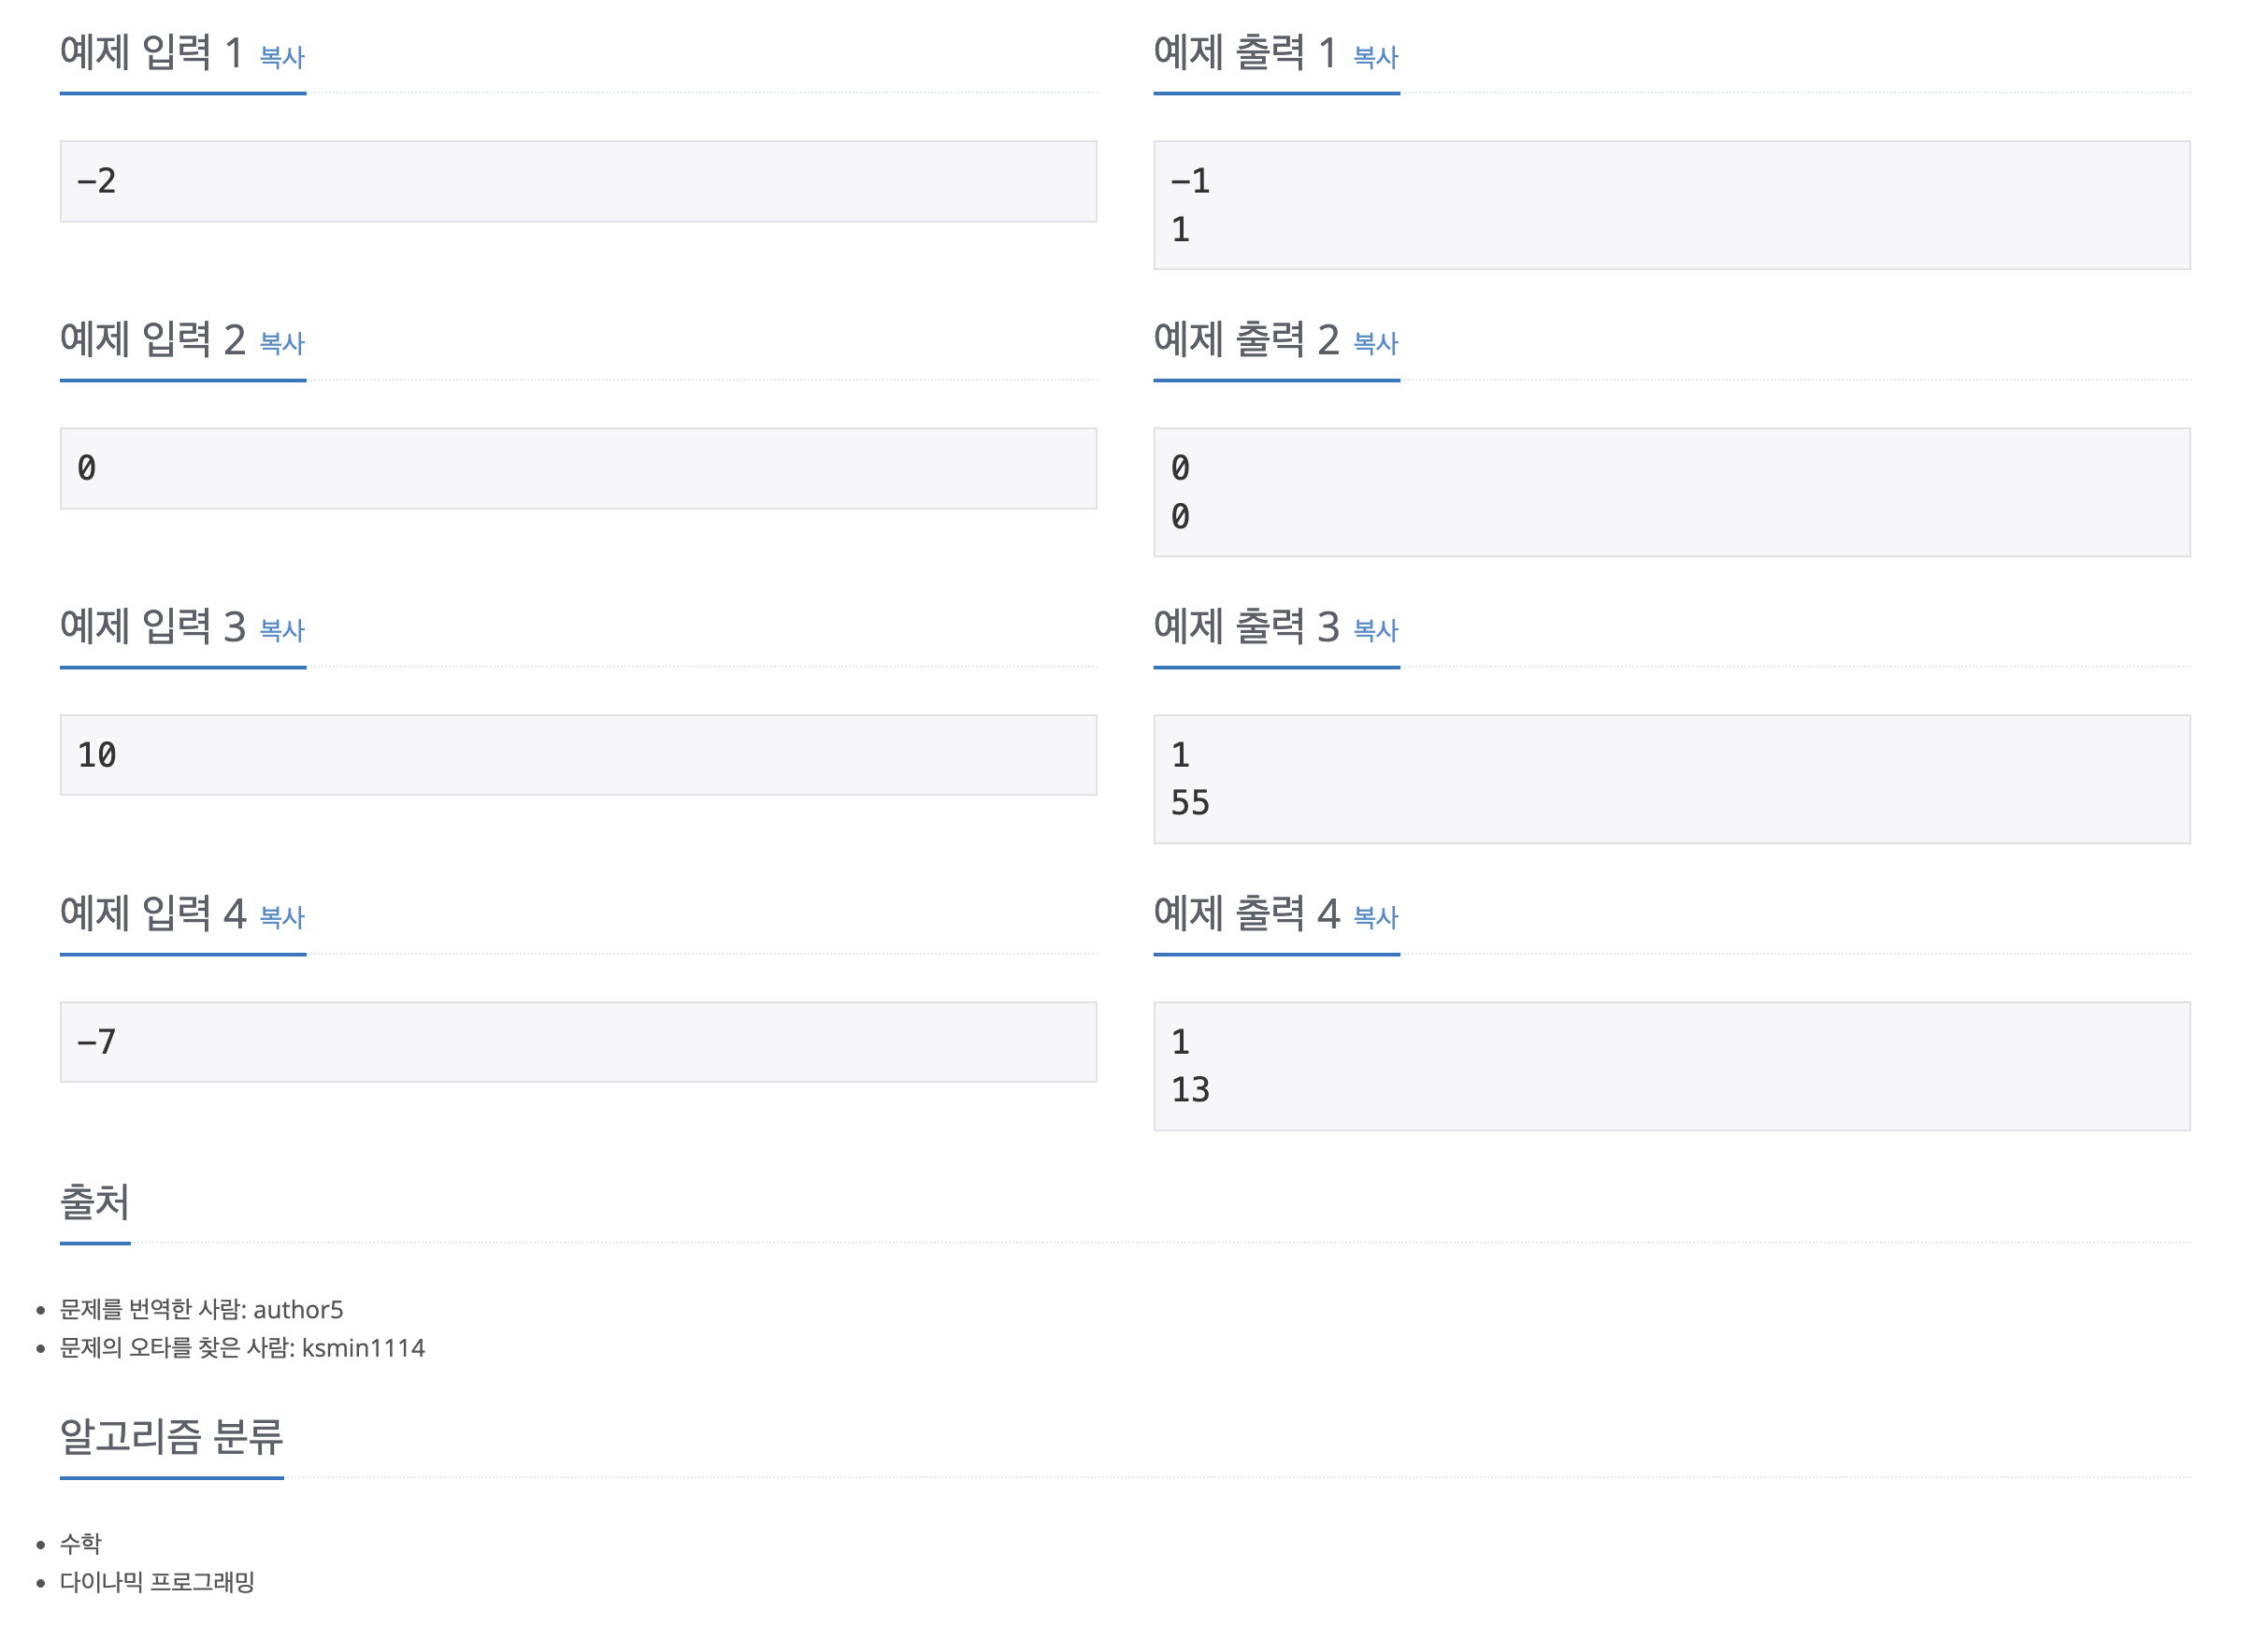 예제 입력 1 복사
-2
예제 출력 1 복사
-1
1
예제 입력 2 복사
0
예제 출력 2 복사
0
0
예제 입력 3 복사
10
예제 출력 3 복사
1
55
예제 입력 4 복사
-7
예제 출력 4 복사
1
13
출처
문제를 번역한 사람: author5
문제의 오타를 찾은 사람: ksmin1114
알고리즘 분류
수학
다이나믹 프로그래밍